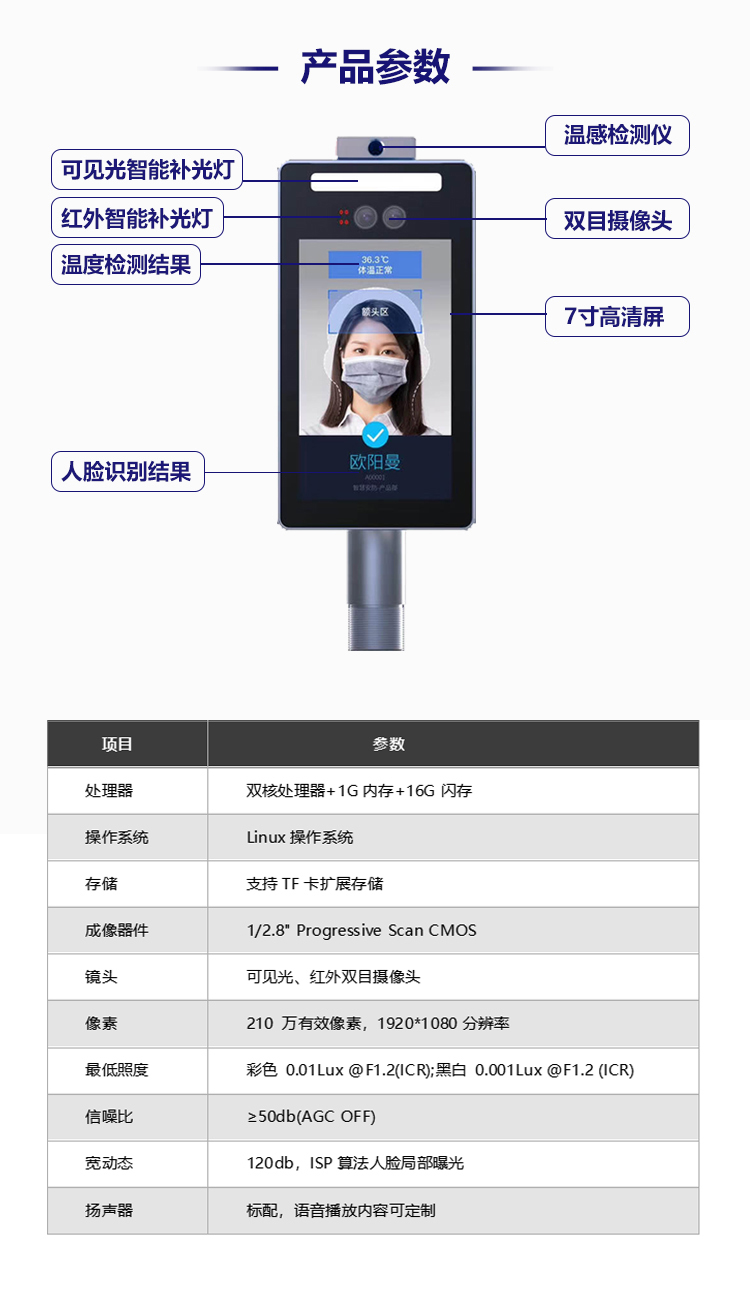 产品参数
温感检测仪
可见光智能补光灯
红外智能补光灯
双目摄像头
温度检测结果
36.3℃
体温正常
额头区
7寸高清屏
人脸识别结果
欧阳曼
A00001
智慧安防-产品部
项目 参数
处理器 双核处理器+1G内存+16G 闪存
操作系统 Linux 操作系统
存储 支持 TF 卡扩展存储
成像器件 1/2.8" Progressive Scan CMOS
镜头 可见光、红外双目摄像头
像素 210 万有效像素，1920*1080 分辨率
最低照度 彩色 0.01Lux @F1.2(ICR);黑白 0.001Lux @F1.2 (ICR)
信噪比 ≥50db(AGC OFF)
宽动态 120db，ISP 算法人脸局部曝光
扬声器 标配，语音播放内容可定制